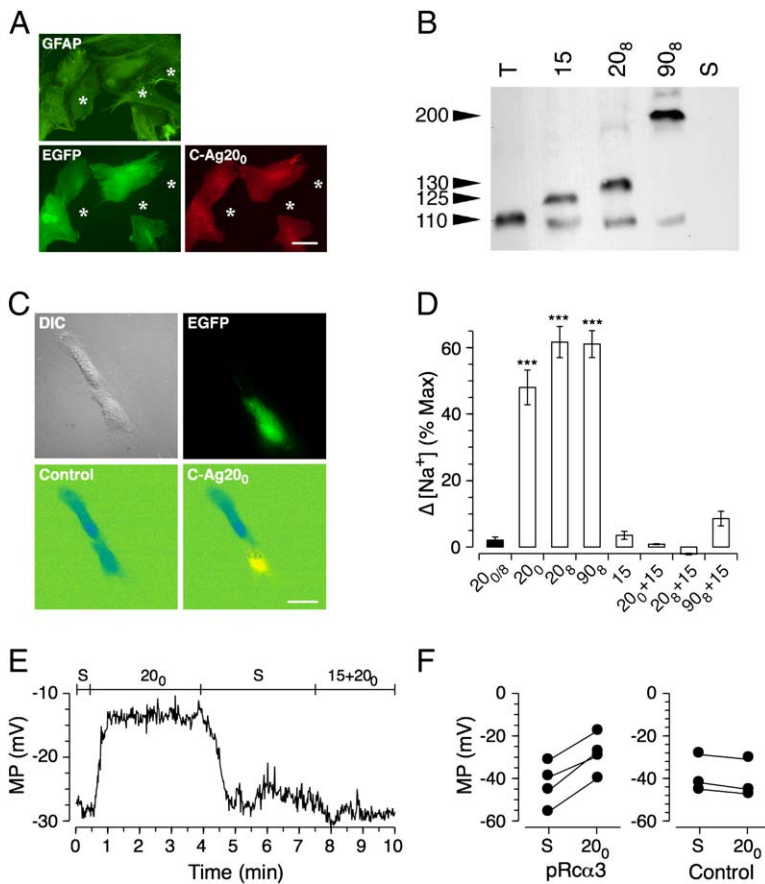 A
GFAP
*
*
*
EGFP
*
*
*
C-Ag20₀
*
*
*
B
T 15 20₈ 90₈ S
200
130
125
110
C
DIC
EGFP
Control
C-Ag20₀
D
Δ [Na⁺] (% Max)
60
40
20
0
*** *** ***
20₀/₈ 20₀ 20₈ 90₈ 15 20₀+15 20₈+15 90₈+15
E
S 20₀ S 15+20₀
MP (mV)
-10
-20
-30
0 1 2 3 4 5 6 7 8 9 10
Time (min)
F
MP (mV)
0
-20
-40
-60
S 20₀
pRcα3
0
-20
-40
-60
S 20₀
Control